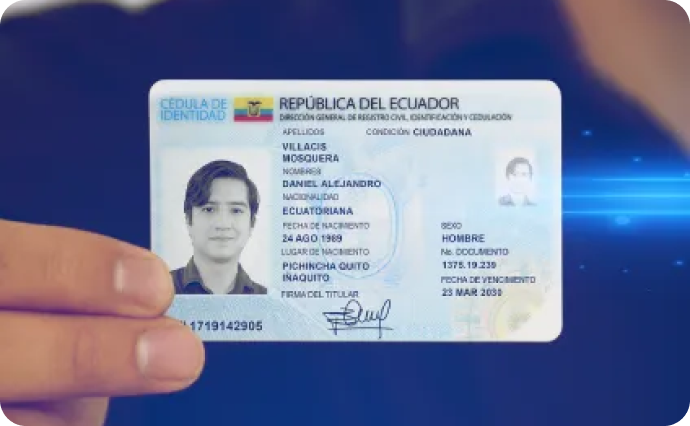 CÉDULA DE
IDENTIDAD
REPÚBLICA DEL ECUADOR
DIRECCIÓN GENERAL DE REGISTRO CIVIL, IDENTIFICACIÓN Y CEDULACIÓN
APELLIDOS
CONDICIÓN CIUDADANA
VILLACIS
MOSQUERA
NOMBRES
DANIEL ALEJANDRO
NACIONALIDAD
ECUATORIANA
FECHA DE NACIMIENTO
24 AGO 1989
LUGAR DE NACIMIENTO
PICHINCHA QUITO
IÑAQUITO
FIRMA DEL TITULAR
SEXO
HOMBRE
No. DOCUMENTO
1375.19.239
FECHA DE VENCIMIENTO
23 MAR 2030
1719142905